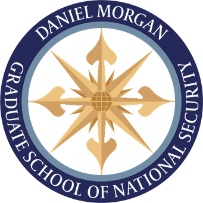 DANIEL MORGAN
GRADUATE SCHOOL OF NATIONAL SECURITY